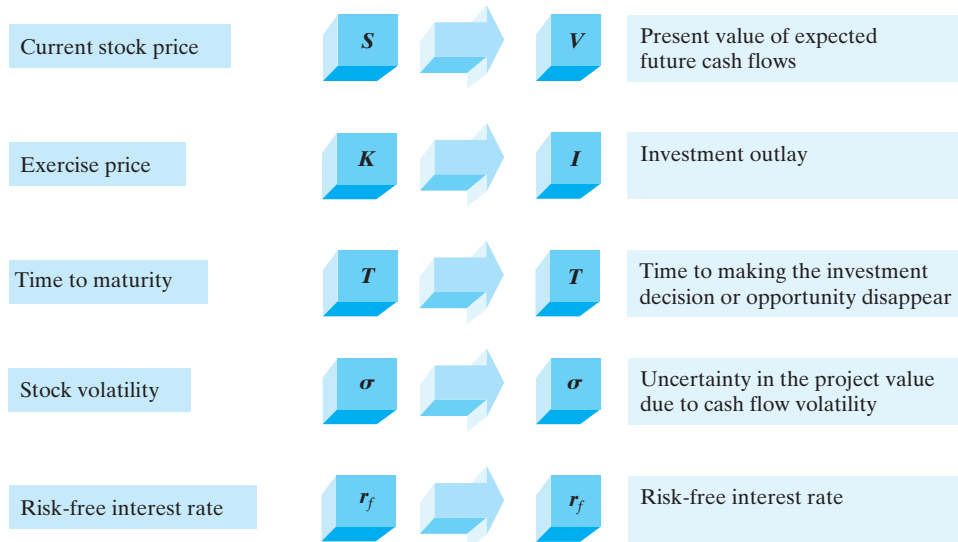 Current stock price S V Present value of expected
future cash flows
Exercise price K I Investment outlay
Time to maturity T T Time to making the investment
decision or opportunity disappear
Stock volatility σ σ Uncertainty in the project value
due to cash flow volatility
Risk-free interest rate r_f r_f Risk-free interest rate